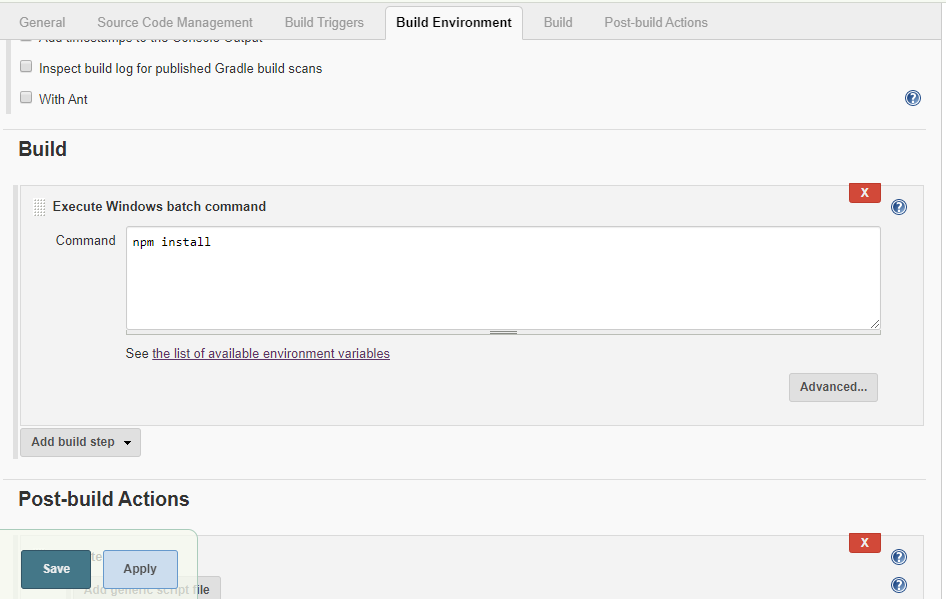 General Source Code Management Build Triggers Build Environment Build Post-build Actions
Add timestamps to the Console Output
Inspect build log for published Gradle build scans
With Ant
?
Build
X
Execute Windows batch command
?
Command npm install
See the list of available environment variables
Advanced...
Add build step
Post-build Actions
X
?
Save Apply
Add generic script file
?